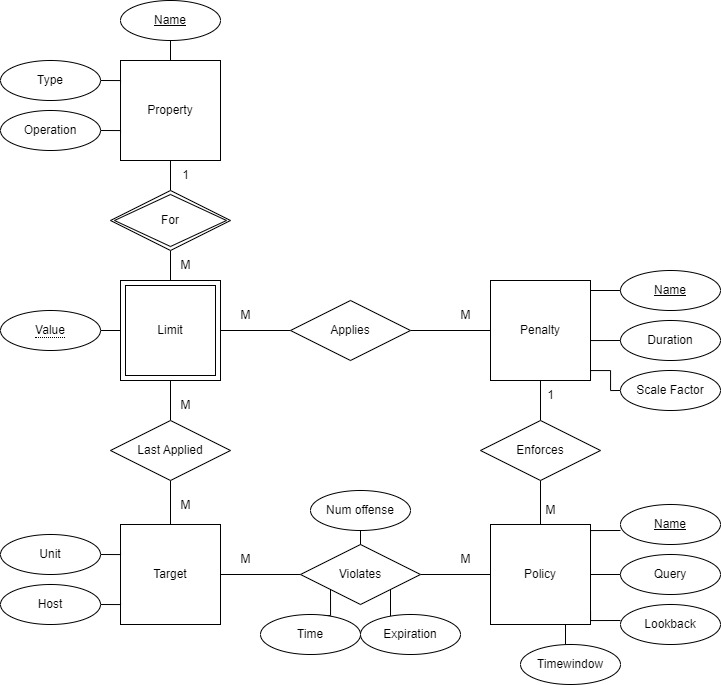 Name
Type
Property
Operation
1
For
M
Value
Limit
M
Applies
M
Penalty
Name
Duration
Scale Factor
M
1
Last Applied
Enforces
M
M
Num offense
Name
Unit
Target
M
Violates
M
Policy
Query
Host
Time
Expiration
Lookback
Timewindow